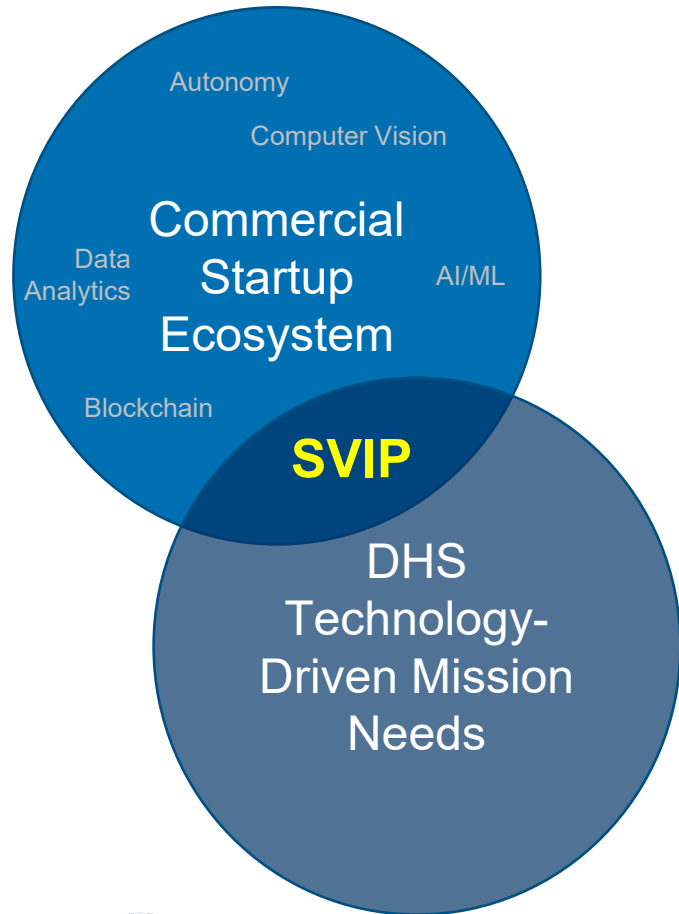 Autonomy
Computer Vision
Commercial
Startup
Ecosystem
Data
Analytics
AI/ML
Blockchain
SVIP
DHS
Technology-
Driven Mission
Needs